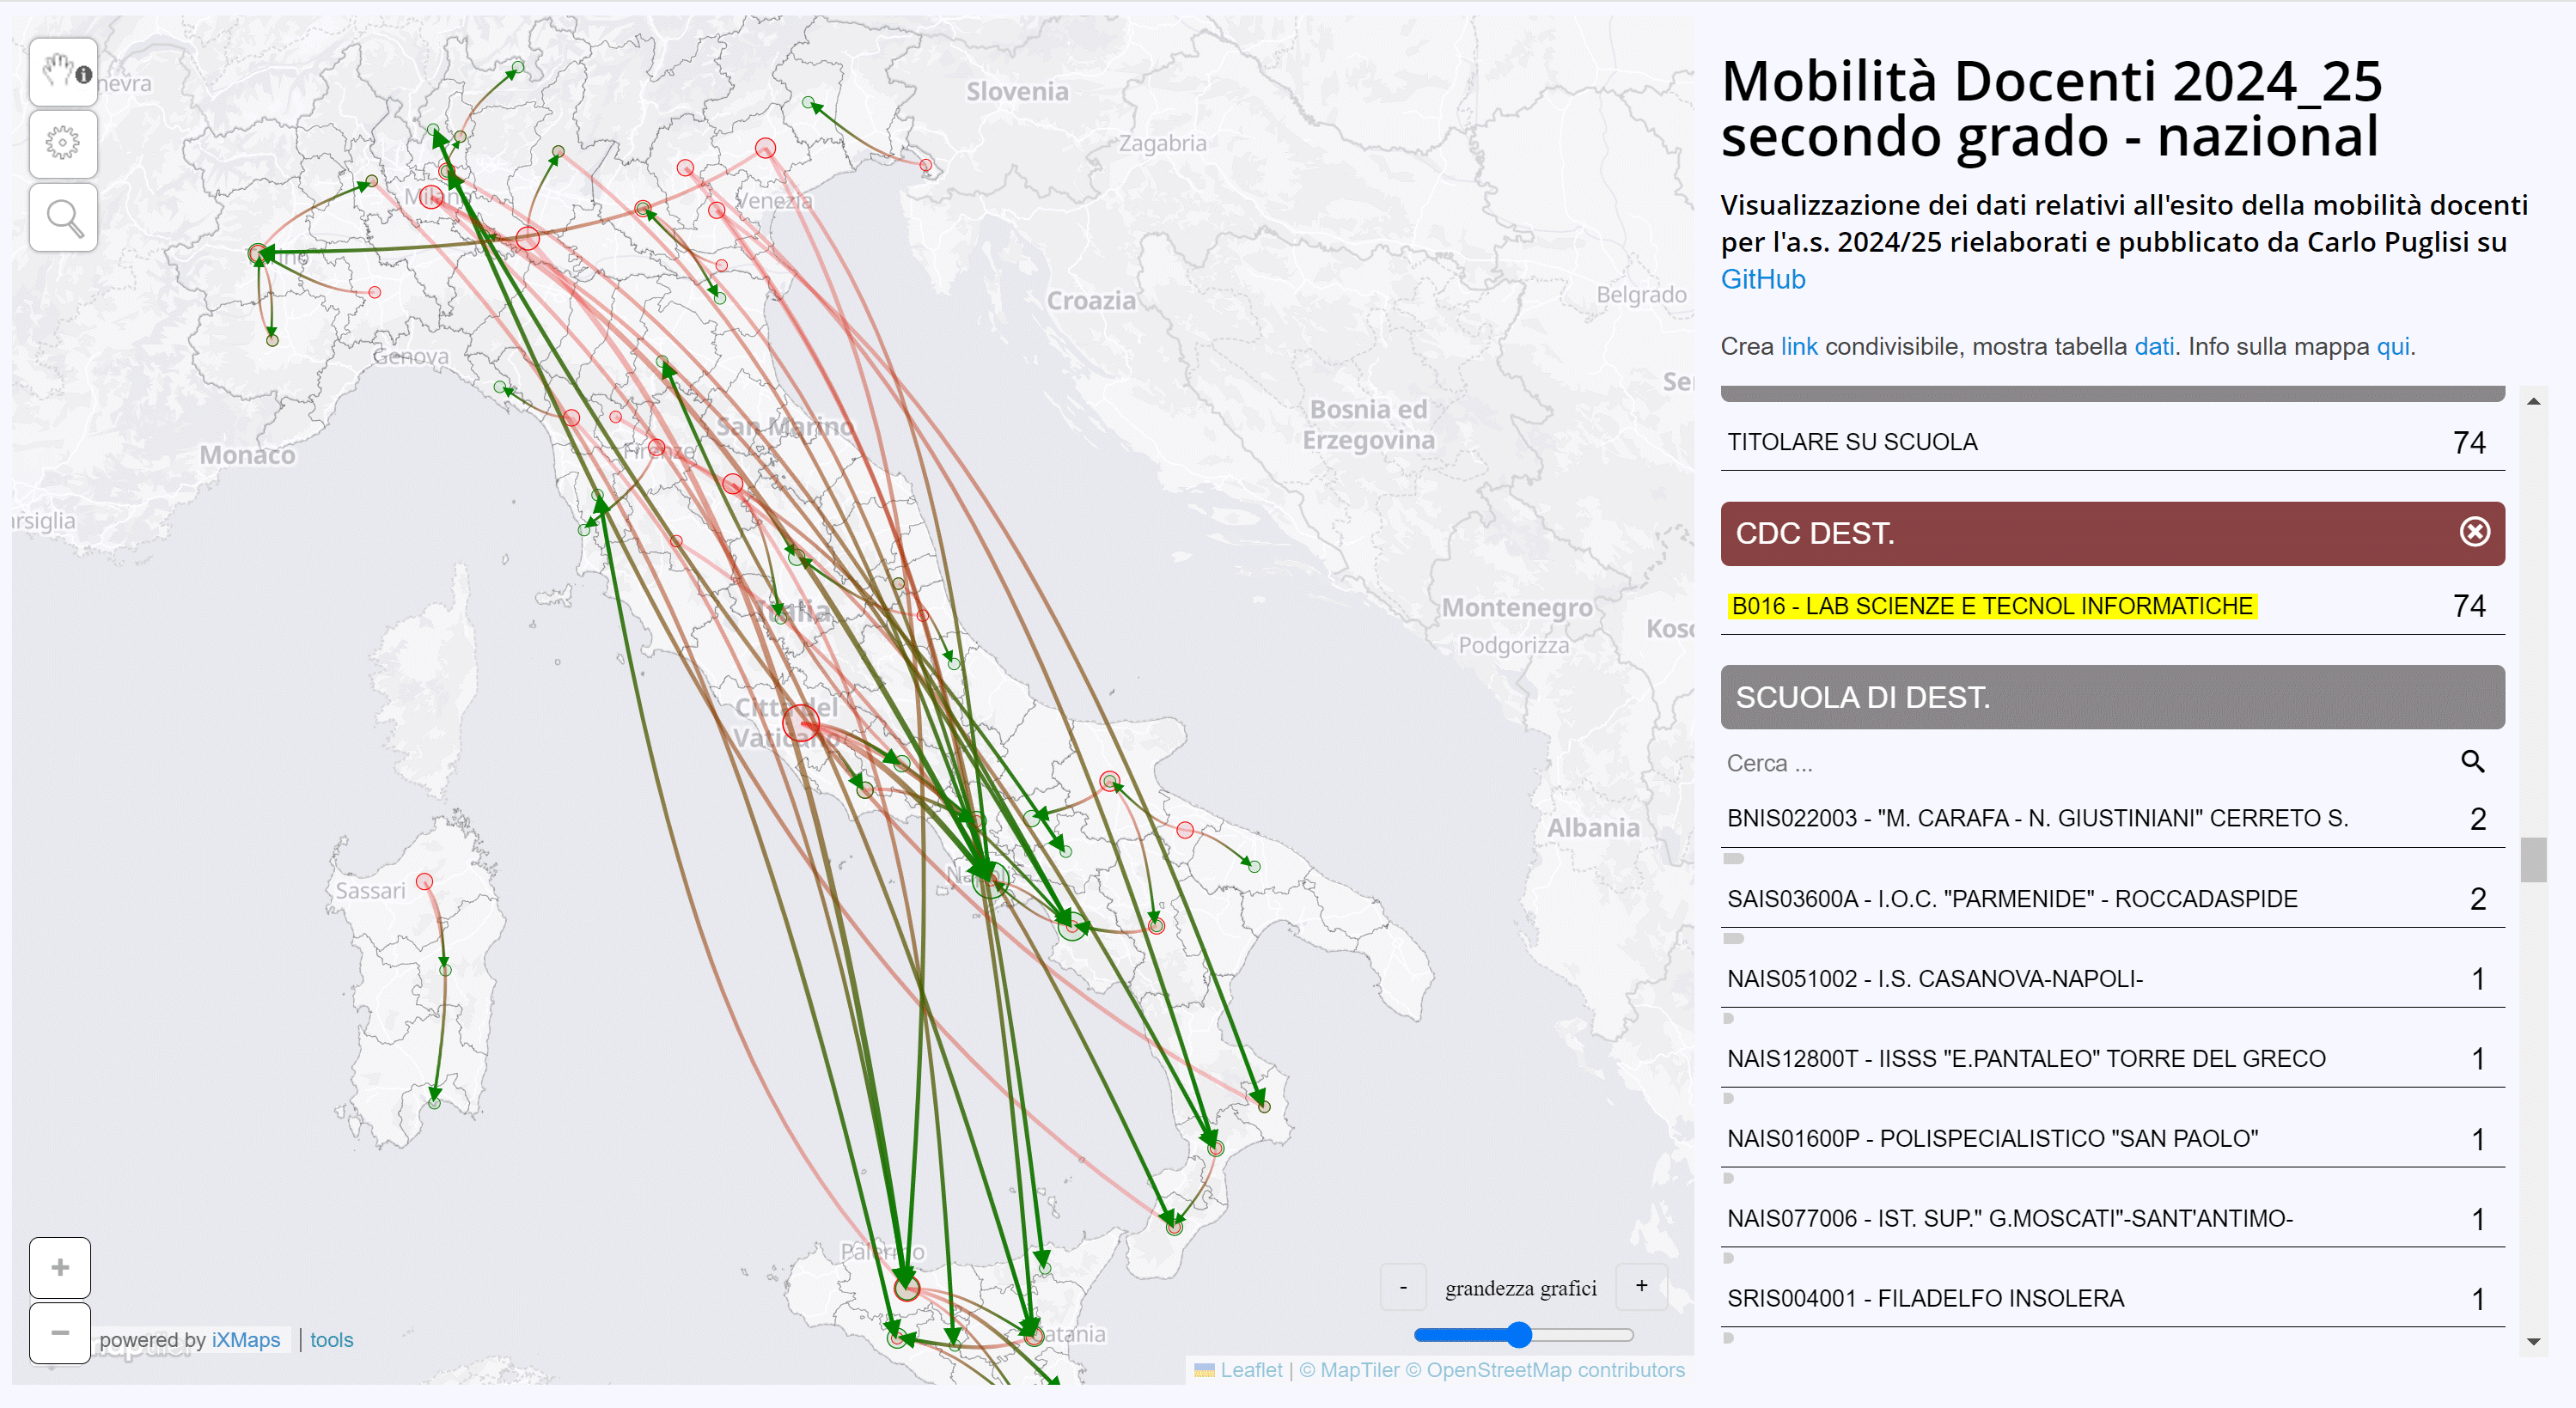 Mobilità Docenti 2024_25
secondo grado - nazional
Visualizzazione dei dati relativi all'esito della mobilità docenti
per l'a.s. 2024/25 rielaborati e pubblicato da Carlo Puglisi su
GitHub
Crea link condivisibile, mostra tabella dati. Info sulla mappa qui.
TITOLARE SU SCUOLA 74
CDC DEST.
B016 - LAB SCIENZE E TECNOL INFORMATICHE 74
SCUOLA DI DEST.
Cerca ...
BNIS022003 - "M. CARAFA - N. GIUSTINIANI" CERRETO S. 2
SAIS03600A - I.O.C. "PARMENIDE" - ROCCADASPIDE 2
NAIS051002 - I.S. CASANOVA-NAPOLI- 1
NAIS12800T - IISSS "E.PANTALEO" TORRE DEL GRECO 1
NAIS01600P - POLISPECIALISTICO "SAN PAOLO" 1
NAIS077006 - IST. SUP." G.MOSCATI"-SANT'ANTIMO- 1
SRIS004001 - FILADELFO INSOLERA 1
nevra
Slovenia
Zagabria
Milano
Venezia
Croazia
Belgrado
Genova
Bosnia ed
Erzegovina
San Marino
Monaco
Firenze
arsiglia
Italia
Montenegro
Podgorizza
Koso
Città del
Vaticano
Albania
Napoli
Sassari
Palermo
atania
- grandezza grafici +
+
−
powered by iXMaps | tools
Leaflet | © MapTiler © OpenStreetMap contributors